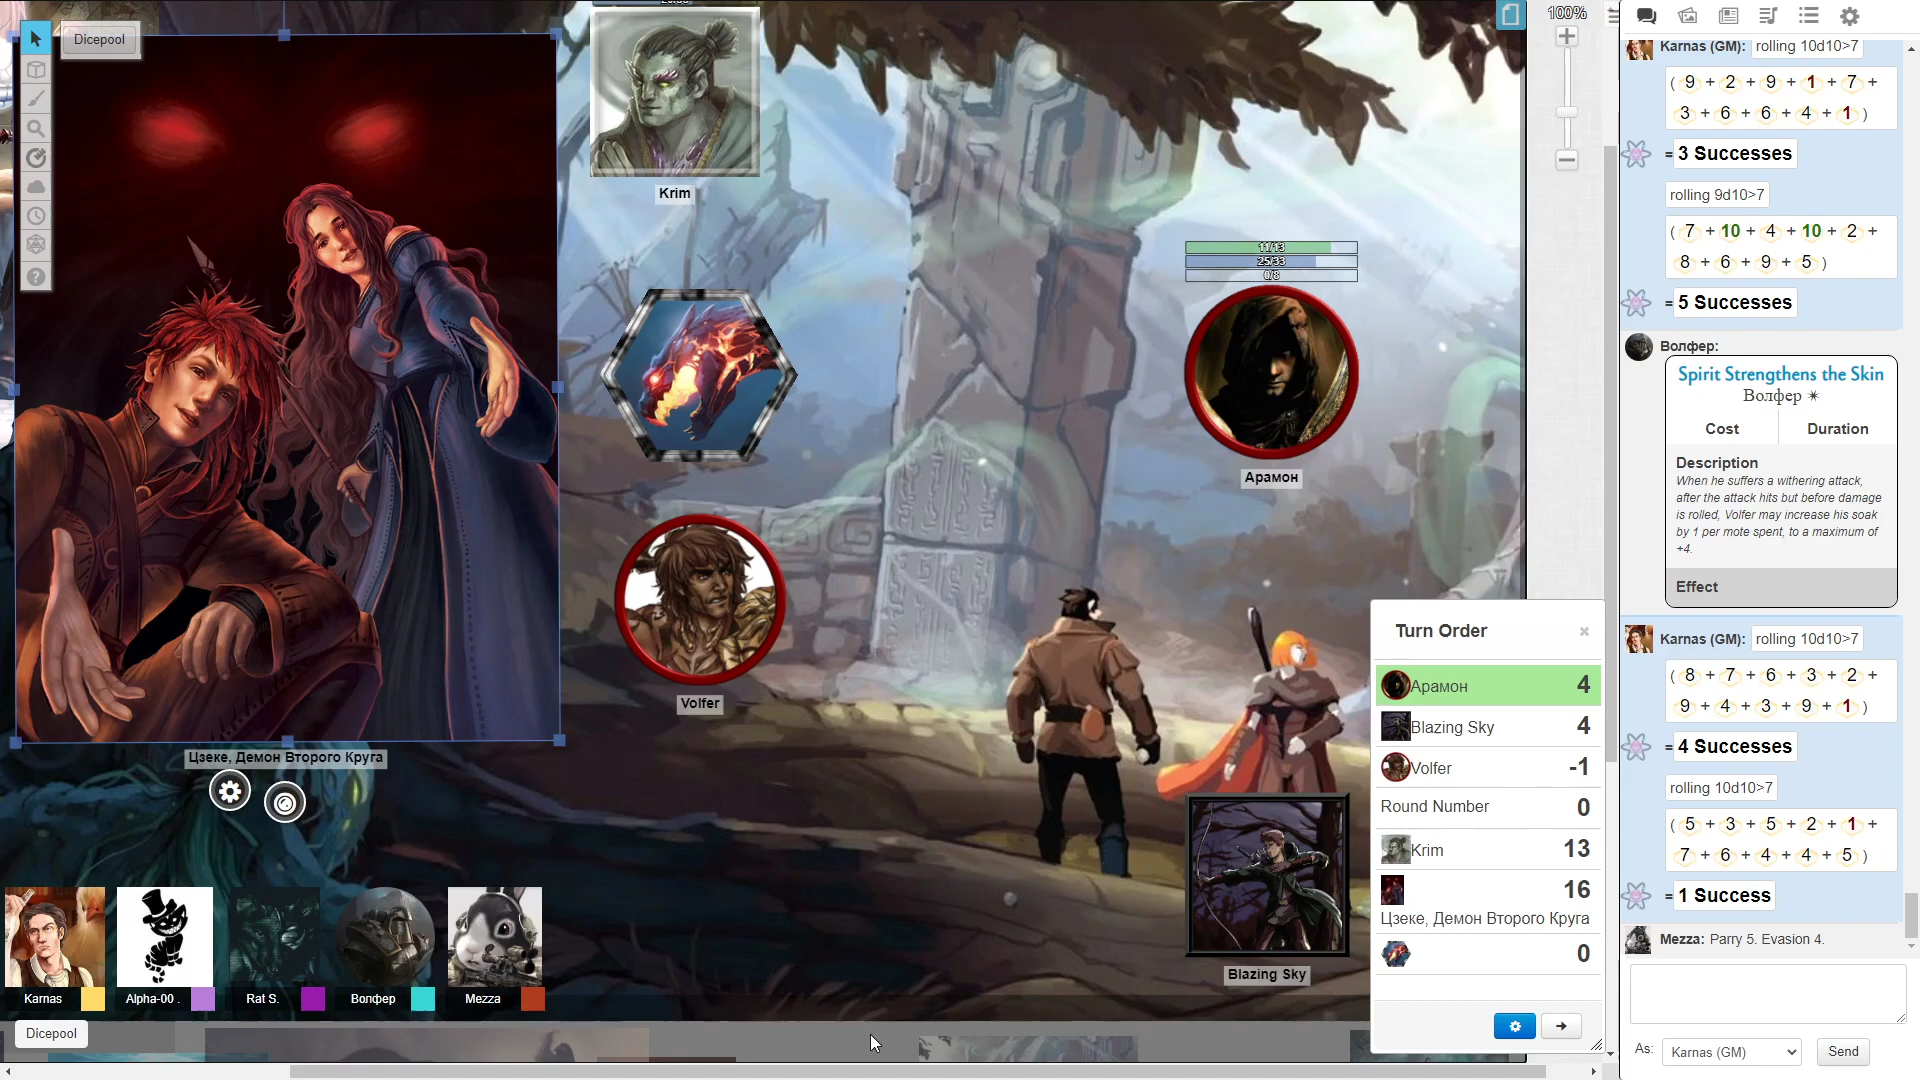 Dicepool
100%
Krim
11/13
25/33
0/8
Арамон
Volfer
Цзеке, Демон Второго Круга
Blazing Sky
Karnas
Alpha-00 .
Rat S.
Волфер
Mezza
Dicepool
Turn Order
×
Арамон 4
Blazing Sky 4
Volfer -1
Round Number 0
Krim 13
16
Цзеке, Демон Второго Круга
0
Karnas (GM): rolling 10d10>7
( 9 + 2 + 9 + 1 + 7 +
3 + 6 + 6 + 4 + 1 )
= 3 Successes
rolling 9d10>7
( 7 + 10 + 4 + 10 + 2 +
8 + 6 + 9 + 5 )
= 5 Successes
Волфер:
Spirit Strengthens the Skin
Волфер ✴
Cost Duration
Description
When he suffers a withering attack,
after the attack hits but before damage
is rolled, Volfer may increase his soak
by 1 per mote spent, to a maximum of
+4.
Effect
Karnas (GM): rolling 10d10>7
( 8 + 7 + 6 + 3 + 2 +
9 + 4 + 3 + 9 + 1 )
= 4 Successes
rolling 10d10>7
( 5 + 3 + 5 + 2 + 1 +
7 + 6 + 4 + 4 + 5 )
= 1 Success
Mezza: Parry 5. Evasion 4.
As: Karnas (GM) Send